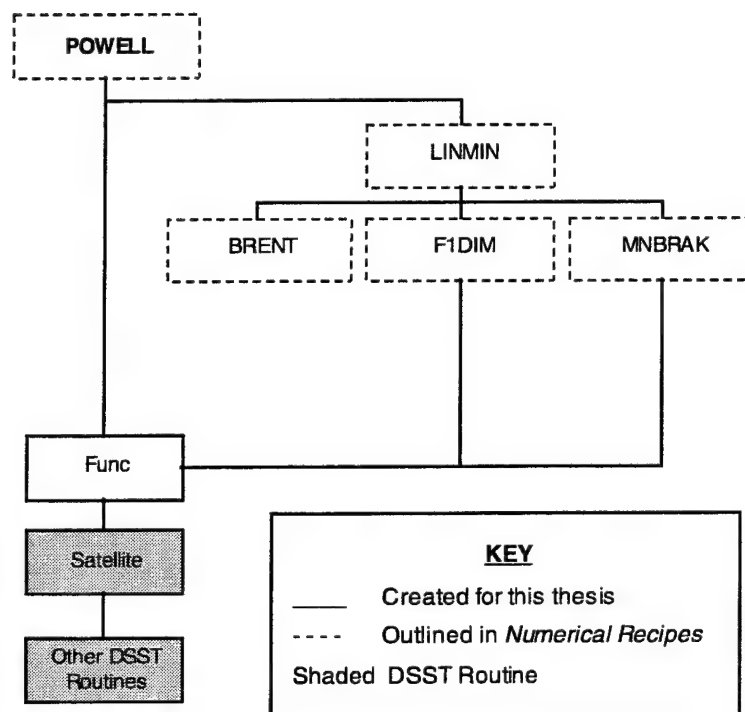 POWELL
LINMIN
BRENT
F1DIM
MNBRAK
Func
Satellite
Other DSST
Routines
KEY
Created for this thesis
Outlined in Numerical Recipes
Shaded DSST Routine